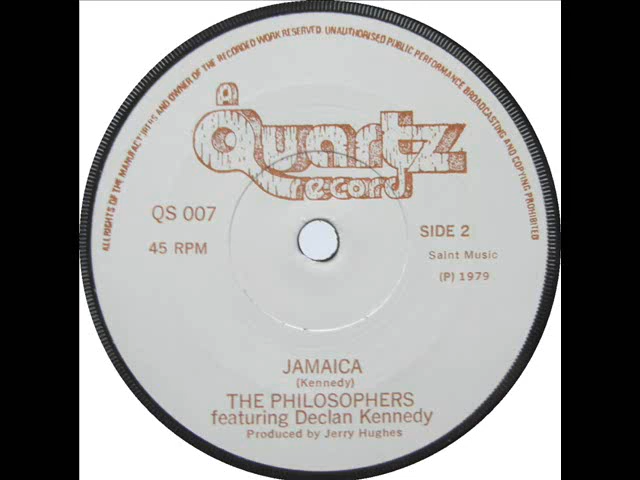 ALL RIGHTS OF THE MANUFACTURERS AND OWNER OF THE RECORDED WORK RESERVED. UNAUTHORISED PUBLIC PERFORMANCE BROADCASTING AND COPYING PROHIBITED
A
Quartz
record.
QS 007
45 RPM
SIDE 2
Saint Music
(P) 1979
JAMAICA
(Kennedy)
THE PHILOSOPHERS
featuring Declan Kennedy
Produced by Jerry Hughes